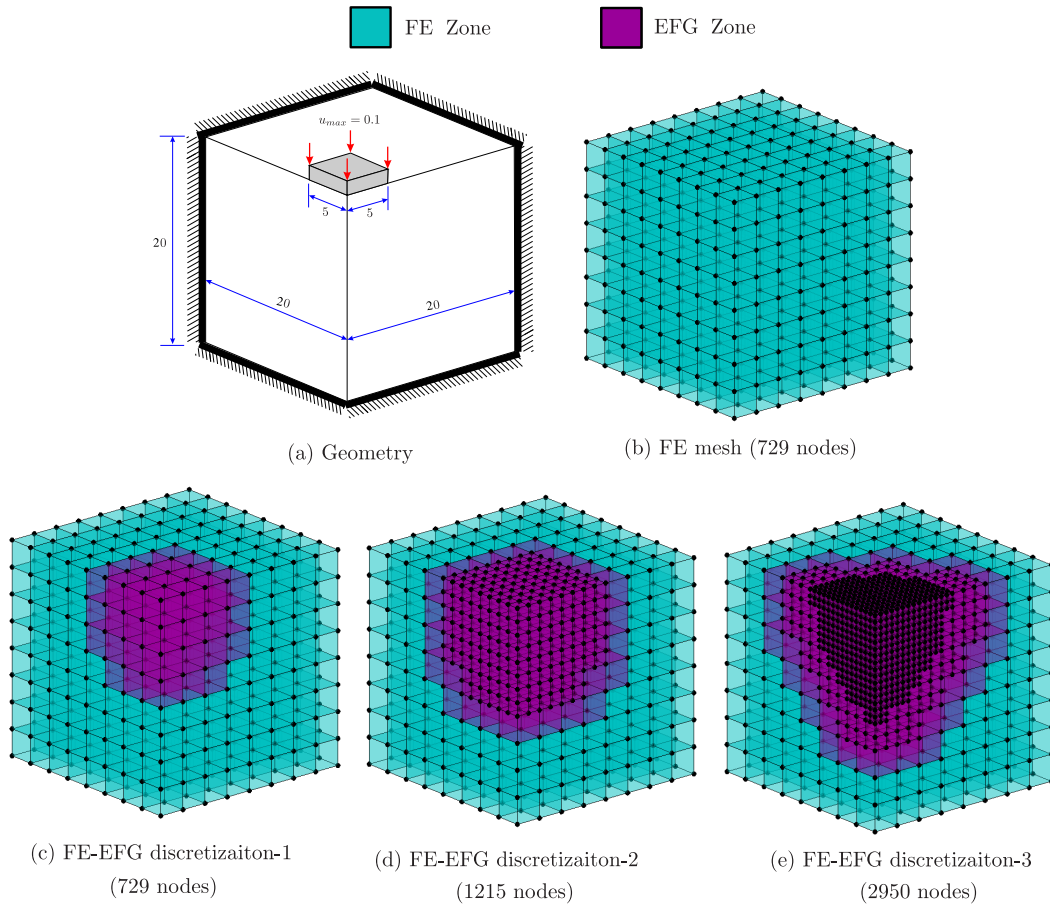 FE Zone
EFG Zone
u_max = 0.1
5
5
20
20
20
(a) Geometry
(b) FE mesh (729 nodes)
(c) FE-EFG discretizaiton-1
(729 nodes)
(d) FE-EFG discretizaiton-2
(1215 nodes)
(e) FE-EFG discretizaiton-3
(2950 nodes)